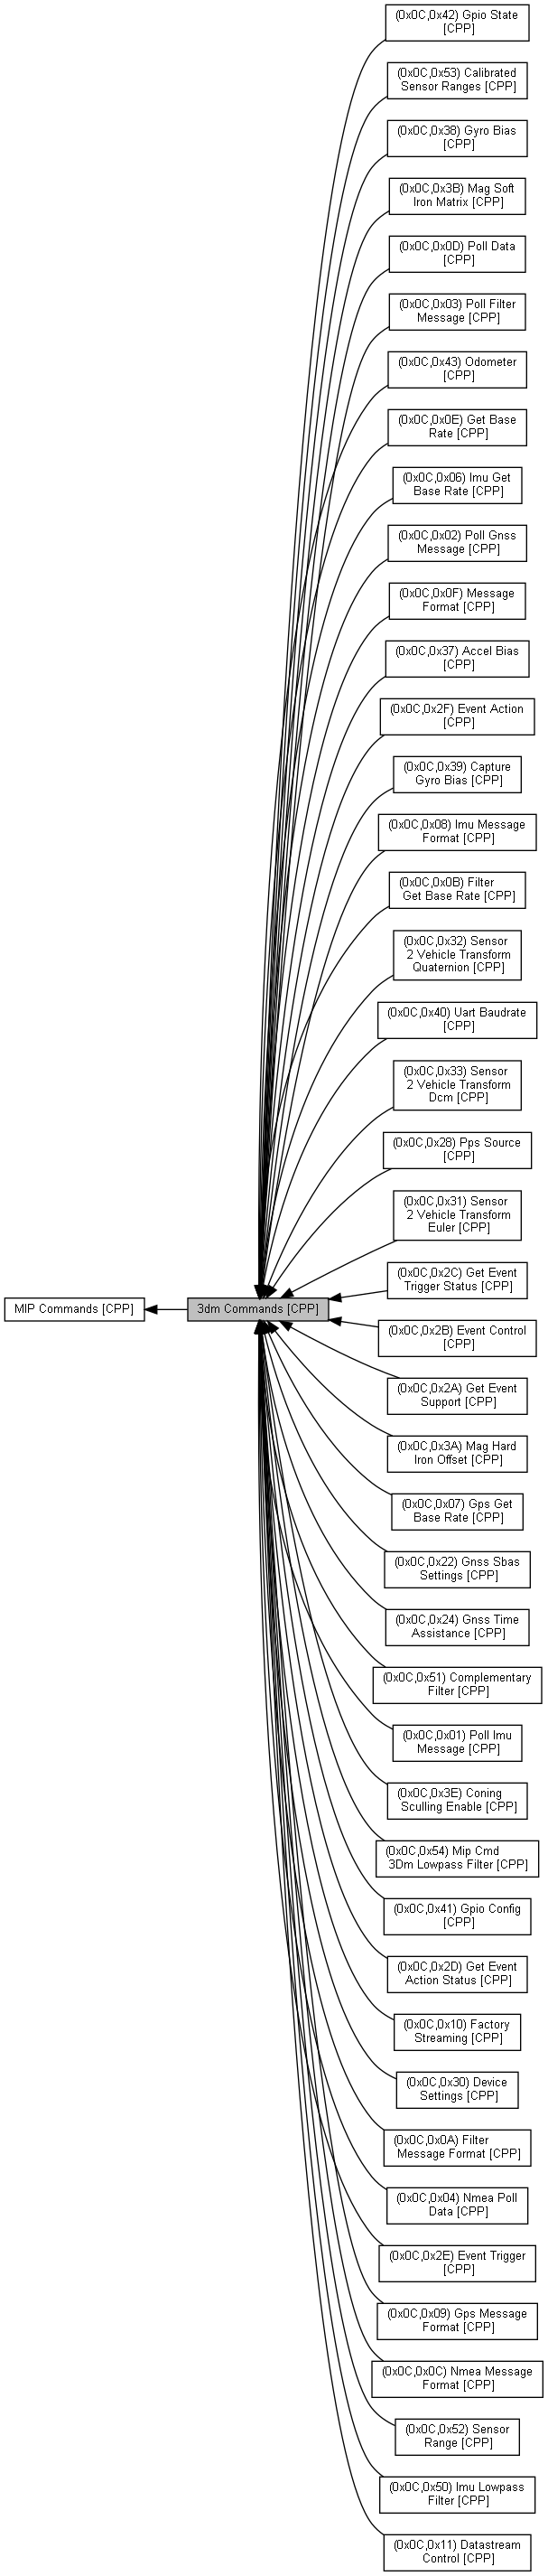 (0x0C,0x42) Gpio State
[CPP]
(0x0C,0x53) Calibrated
Sensor Ranges [CPP]
(0x0C,0x38) Gyro Bias
[CPP]
(0x0C,0x3B) Mag Soft
Iron Matrix [CPP]
(0x0C,0x0D) Poll Data
[CPP]
(0x0C,0x03) Poll Filter
Message [CPP]
(0x0C,0x43) Odometer
[CPP]
(0x0C,0x0E) Get Base
Rate [CPP]
(0x0C,0x06) Imu Get
Base Rate [CPP]
(0x0C,0x02) Poll Gnss
Message [CPP]
(0x0C,0x0F) Message
Format [CPP]
(0x0C,0x37) Accel Bias
[CPP]
(0x0C,0x2F) Event Action
[CPP]
(0x0C,0x39) Capture
Gyro Bias [CPP]
(0x0C,0x08) Imu Message
Format [CPP]
(0x0C,0x0B) Filter
Get Base Rate [CPP]
(0x0C,0x32) Sensor
2 Vehicle Transform
Quaternion [CPP]
(0x0C,0x40) Uart Baudrate
[CPP]
(0x0C,0x33) Sensor
2 Vehicle Transform
Dcm [CPP]
(0x0C,0x28) Pps Source
[CPP]
(0x0C,0x31) Sensor
2 Vehicle Transform
Euler [CPP]
(0x0C,0x2C) Get Event
Trigger Status [CPP]
MIP Commands [CPP]
3dm Commands [CPP]
(0x0C,0x2B) Event Control
[CPP]
(0x0C,0x2A) Get Event
Support [CPP]
(0x0C,0x3A) Mag Hard
Iron Offset [CPP]
(0x0C,0x07) Gps Get
Base Rate [CPP]
(0x0C,0x22) Gnss Sbas
Settings [CPP]
(0x0C,0x24) Gnss Time
Assistance [CPP]
(0x0C,0x51) Complementary
Filter [CPP]
(0x0C,0x01) Poll Imu
Message [CPP]
(0x0C,0x3E) Coning
Sculling Enable [CPP]
(0x0C,0x54) Mip Cmd
3Dm Lowpass Filter [CPP]
(0x0C,0x41) Gpio Config
[CPP]
(0x0C,0x2D) Get Event
Action Status [CPP]
(0x0C,0x10) Factory
Streaming [CPP]
(0x0C,0x30) Device
Settings [CPP]
(0x0C,0x0A) Filter
Message Format [CPP]
(0x0C,0x04) Nmea Poll
Data [CPP]
(0x0C,0x2E) Event Trigger
[CPP]
(0x0C,0x09) Gps Message
Format [CPP]
(0x0C,0x0C) Nmea Message
Format [CPP]
(0x0C,0x52) Sensor
Range [CPP]
(0x0C,0x50) Imu Lowpass
Filter [CPP]
(0x0C,0x11) Datastream
Control [CPP]